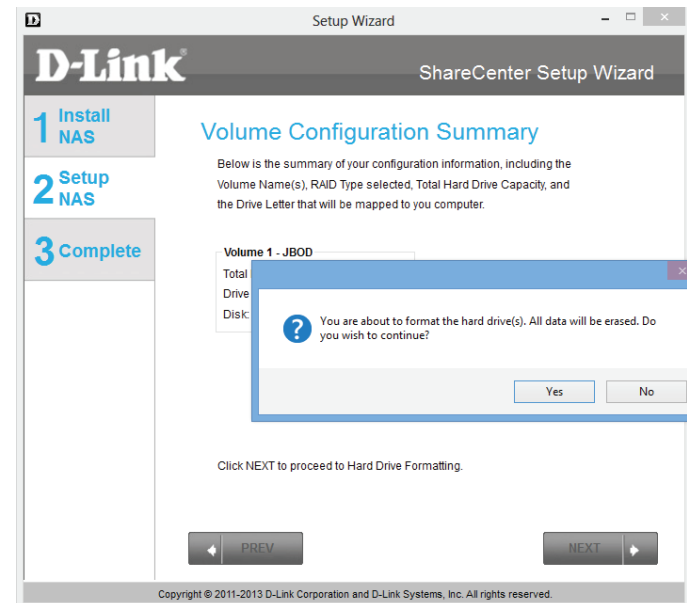 Setup Wizard
D-Link
ShareCenter Setup Wizard
1 Install NAS
2 Setup NAS
3 Complete
Volume Configuration Summary
Below is the summary of your configuration information, including the
Volume Name(s), RAID Type selected, Total Hard Drive Capacity, and
the Drive Letter that will be mapped to you computer.
Volume 1 - JBOD
Total
Drive
Disk:
You are about to format the hard drive(s). All data will be erased. Do
you wish to continue?
Yes
No
Click NEXT to proceed to Hard Drive Formatting.
PREV
NEXT
Copyright © 2011-2013 D-Link Corporation and D-Link Systems, Inc. All rights reserved.